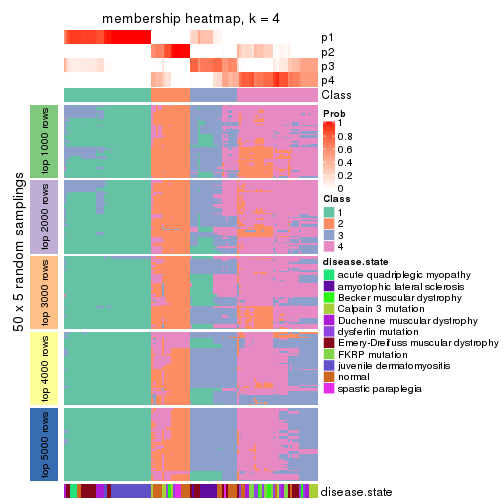 membership heatmap, k = 4
p1
p2
p3
p4
Class
50 x 5 random samplings
top 1000 rows
top 2000 rows
top 3000 rows
top 4000 rows
top 5000 rows
disease.state
Prob
1
0.8
0.6
0.4
0.2
0
Class
1
2
3
4
disease.state
acute quadriplegic myopathy
amyotophic lateral sclerosis
Becker muscular dystrophy
Calpain 3 mutation
Duchenne muscular dystrophy
dysferlin mutation
Emery-Dreifuss muscular dystrophy
FKRP mutation
juvenile dermatomyositis
normal
spastic paraplegia